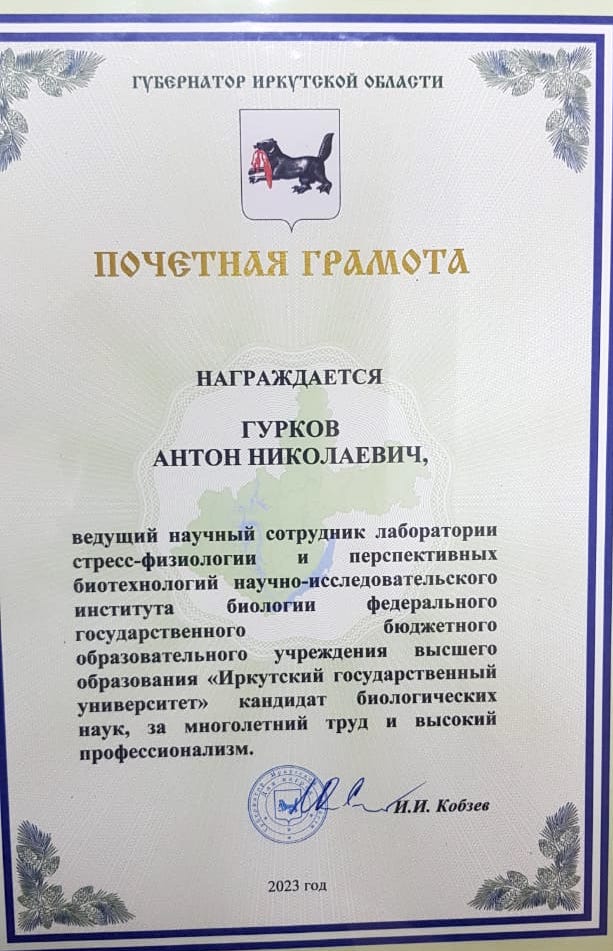 ГУБЕРНАТОР ИРКУТСКОЙ ОБЛАСТИ
ПОЧЕТНАЯ ГРАМОТА
НАГРАЖДАЕТСЯ
ГУРКОВ
АНТОН НИКОЛАЕВИЧ,
ведущий научный сотрудник лаборатории
стресс-физиологии и перспективных
биотехнологий научно-исследовательского
института биологии федерального
государственного бюджетного
образовательного учреждения высшего
образования «Иркутский государственный
университет» кандидат биологических
наук, за многолетний труд и высокий
профессионализм.
И.И. Кобзев
2023 год